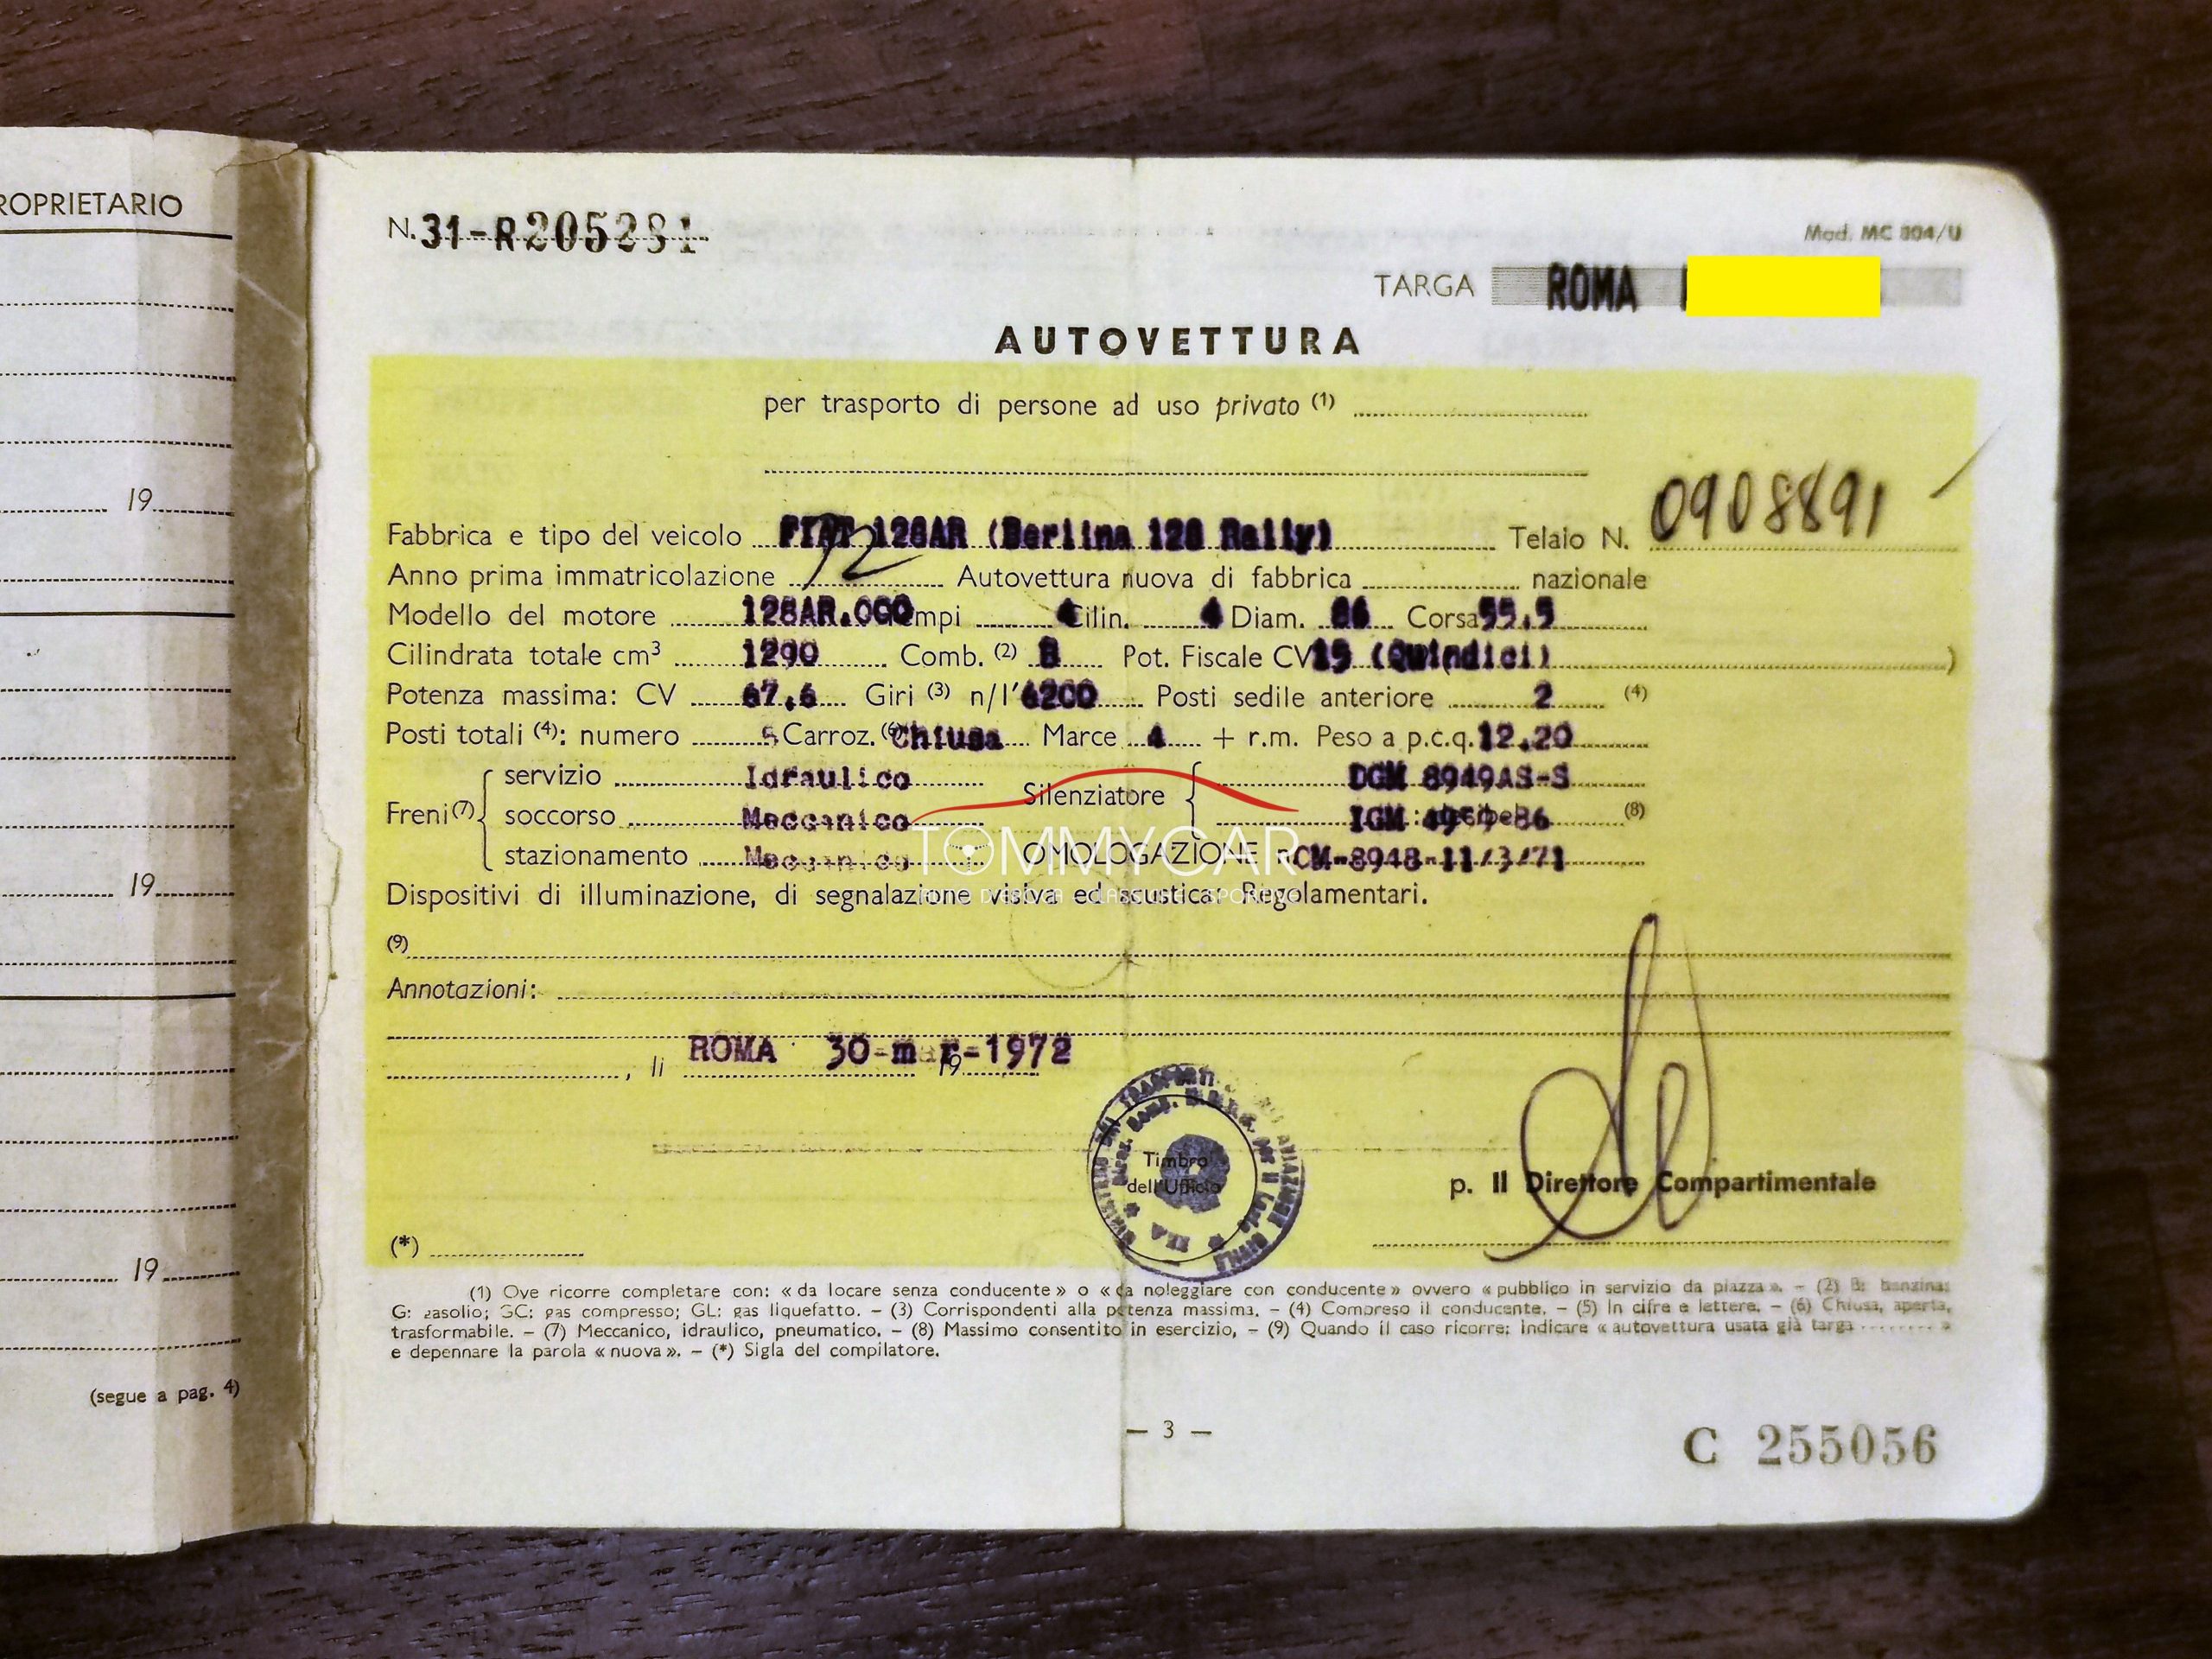 ROPRIETARIO
19
19
19
(segue a pag. 4)
N. 31-R205281
Mod. MC 804/U
TARGA ROMA
AUTOVETTURA
per trasporto di persone ad uso privato (1)
Fabbrica e tipo del veicolo FIAT 128AR (Berlina 128 Rally) Telaio N. 0908891
Anno prima immatricolazione 72 Autovettura nuova di fabbrica nazionale
Modello del motore 128AR.000 mpi 4 Cilin. 4 Diam. 86 Corsa 55,5
Cilindrata totale cm³ 1290 Comb. (2) B Pot. Fiscale CV 15 (Quindici) )
Potenza massima: CV 67,6 Giri (3) n/l' 6200 Posti sedile anteriore 2 (4)
Posti totali (4): numero 5 Carroz. (6) Chiusa Marce 4 + r.m. Peso a p.c.q. 12.20
Freni (7) servizio Idraulico Silenziatore DGM 8949AS-S
soccorso Meccanico IGM (8)
TOMMYCAR
stazionamento Meccanico OMOLOGAZIONE n. CM-8948-11/3/71
Dispositivi di illuminazione, di segnalazione visiva ed acustica: Regolamentari.
(9)
Annotazioni:
, li ROMA 30-mar-1972
19
Timbro
dell'Ufficio
p. Il Direttore Compartimentale
(*)
(1) Ove ricorre completare con: « da locare senza conducente » o « da noleggiare con conducente » ovvero « pubblico in servizio da piazza ». – (2) B: benzina;
G: gasolio; GC: gas compresso; GL: gas liquefatto. – (3) Corrispondenti alla potenza massima. – (4) Compreso il conducente. – (5) In cifre e lettere. – (6) Chiusa, aperta,
trasformabile. – (7) Meccanico, idraulico, pneumatico. – (8) Massimo consentito in esercizio, – (9) Quando il caso ricorre: indicare « autovettura usata già targa ........ »
e depennare la parola « nuova ». – (*) Sigla del compilatore.
— 3 —
C 255056